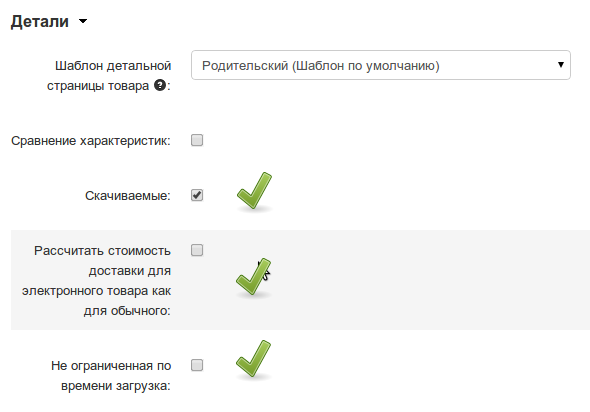 Детали
Шаблон детальной
страницы товара ?:
Родительский (Шаблон по умолчанию)
Сравнение характеристик:
Скачиваемые:
Рассчитать стоимость
доставки для
электронного товара как
для обычного:
Не ограниченная по
времени загрузка: